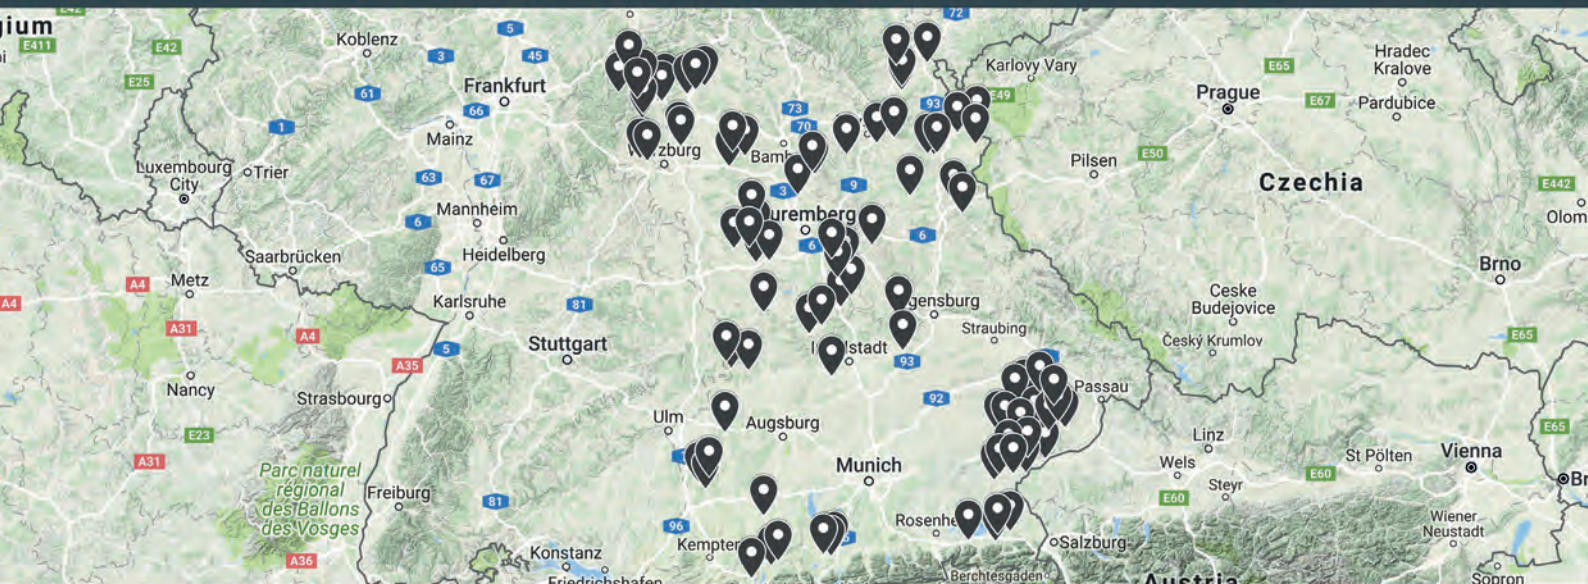 E42
72
gium
E411
E42
Koblenz
5
3
45
Hradec
Kralove
Karlovy Vary
E65
E25
Frankfurt
61
66
E49
Prague
E67
Pardubice
93
73
70
1
Mainz
Bamb
zburg
Luxembourg
City
Trier
63
67
3
9
Pilsen
E50
Czechia
E442
Olom
Mannheim
6
uremberg
6
6
Saarbrücken
Heidelberg
65
Metz
A4
A4
Karlsruhe
81
gensburg
Ceske
Budejovice
Brno
A31
A4
Straubing
Český Krumlov
E65
5
Stuttgart
lstadt
93
A35
Nancy
Strasbourg
92
Passau
E23
Ulm
Augsburg
E65
Linz
A31
Munich
Wels
St Pölten
Vienna
Parc naturel
régional
des Ballons
des Vosges
E60
Freiburg
81
Steyr
E60
Br
96
Rosenhe
Wiener
Neustadt
Kempten
Salzburg
A36
Konstanz
Friedrichshafen
Berchtesgaden
Austria
Sopron